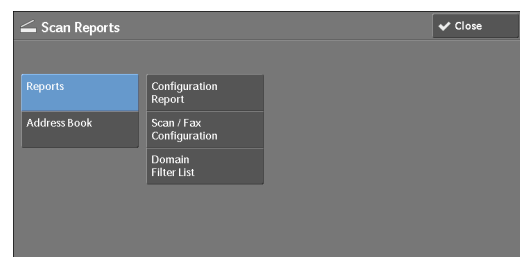 Scan Reports
Close
Reports
Address Book
Configuration
Report
Scan / Fax
Configuration
Domain
Filter List